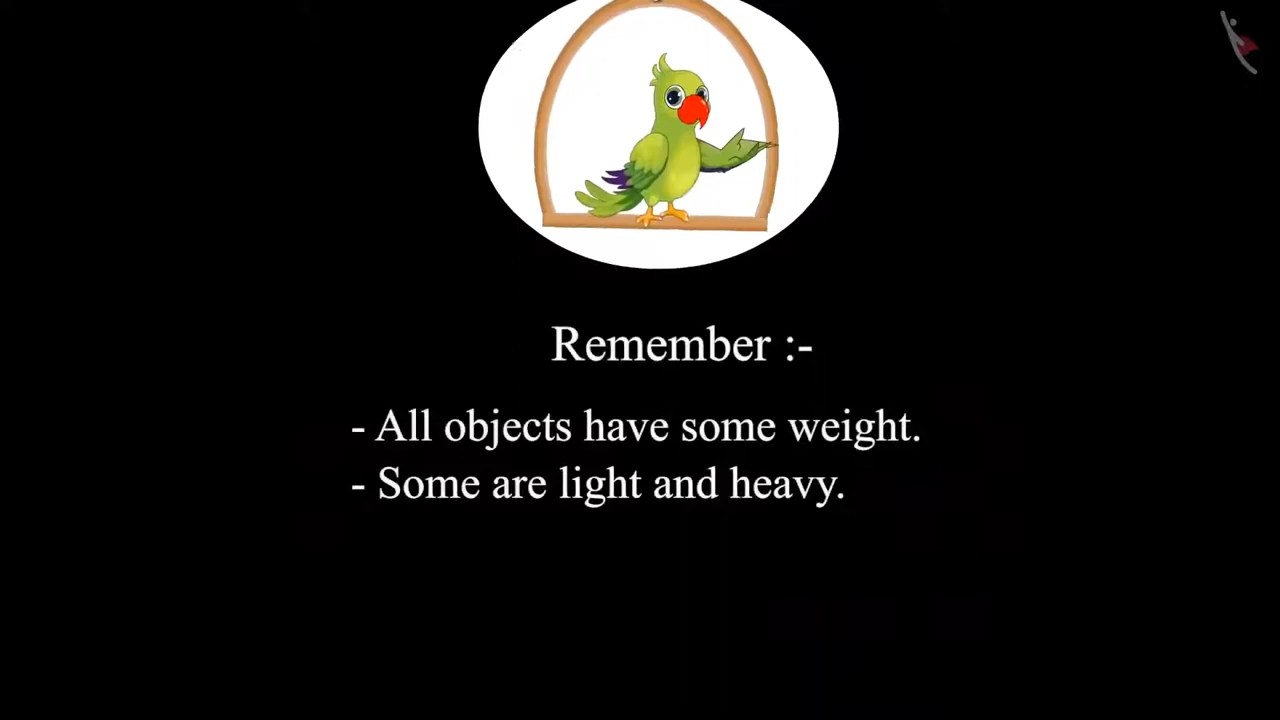 Remember :-
- All objects have some weight.
- Some are light and heavy.